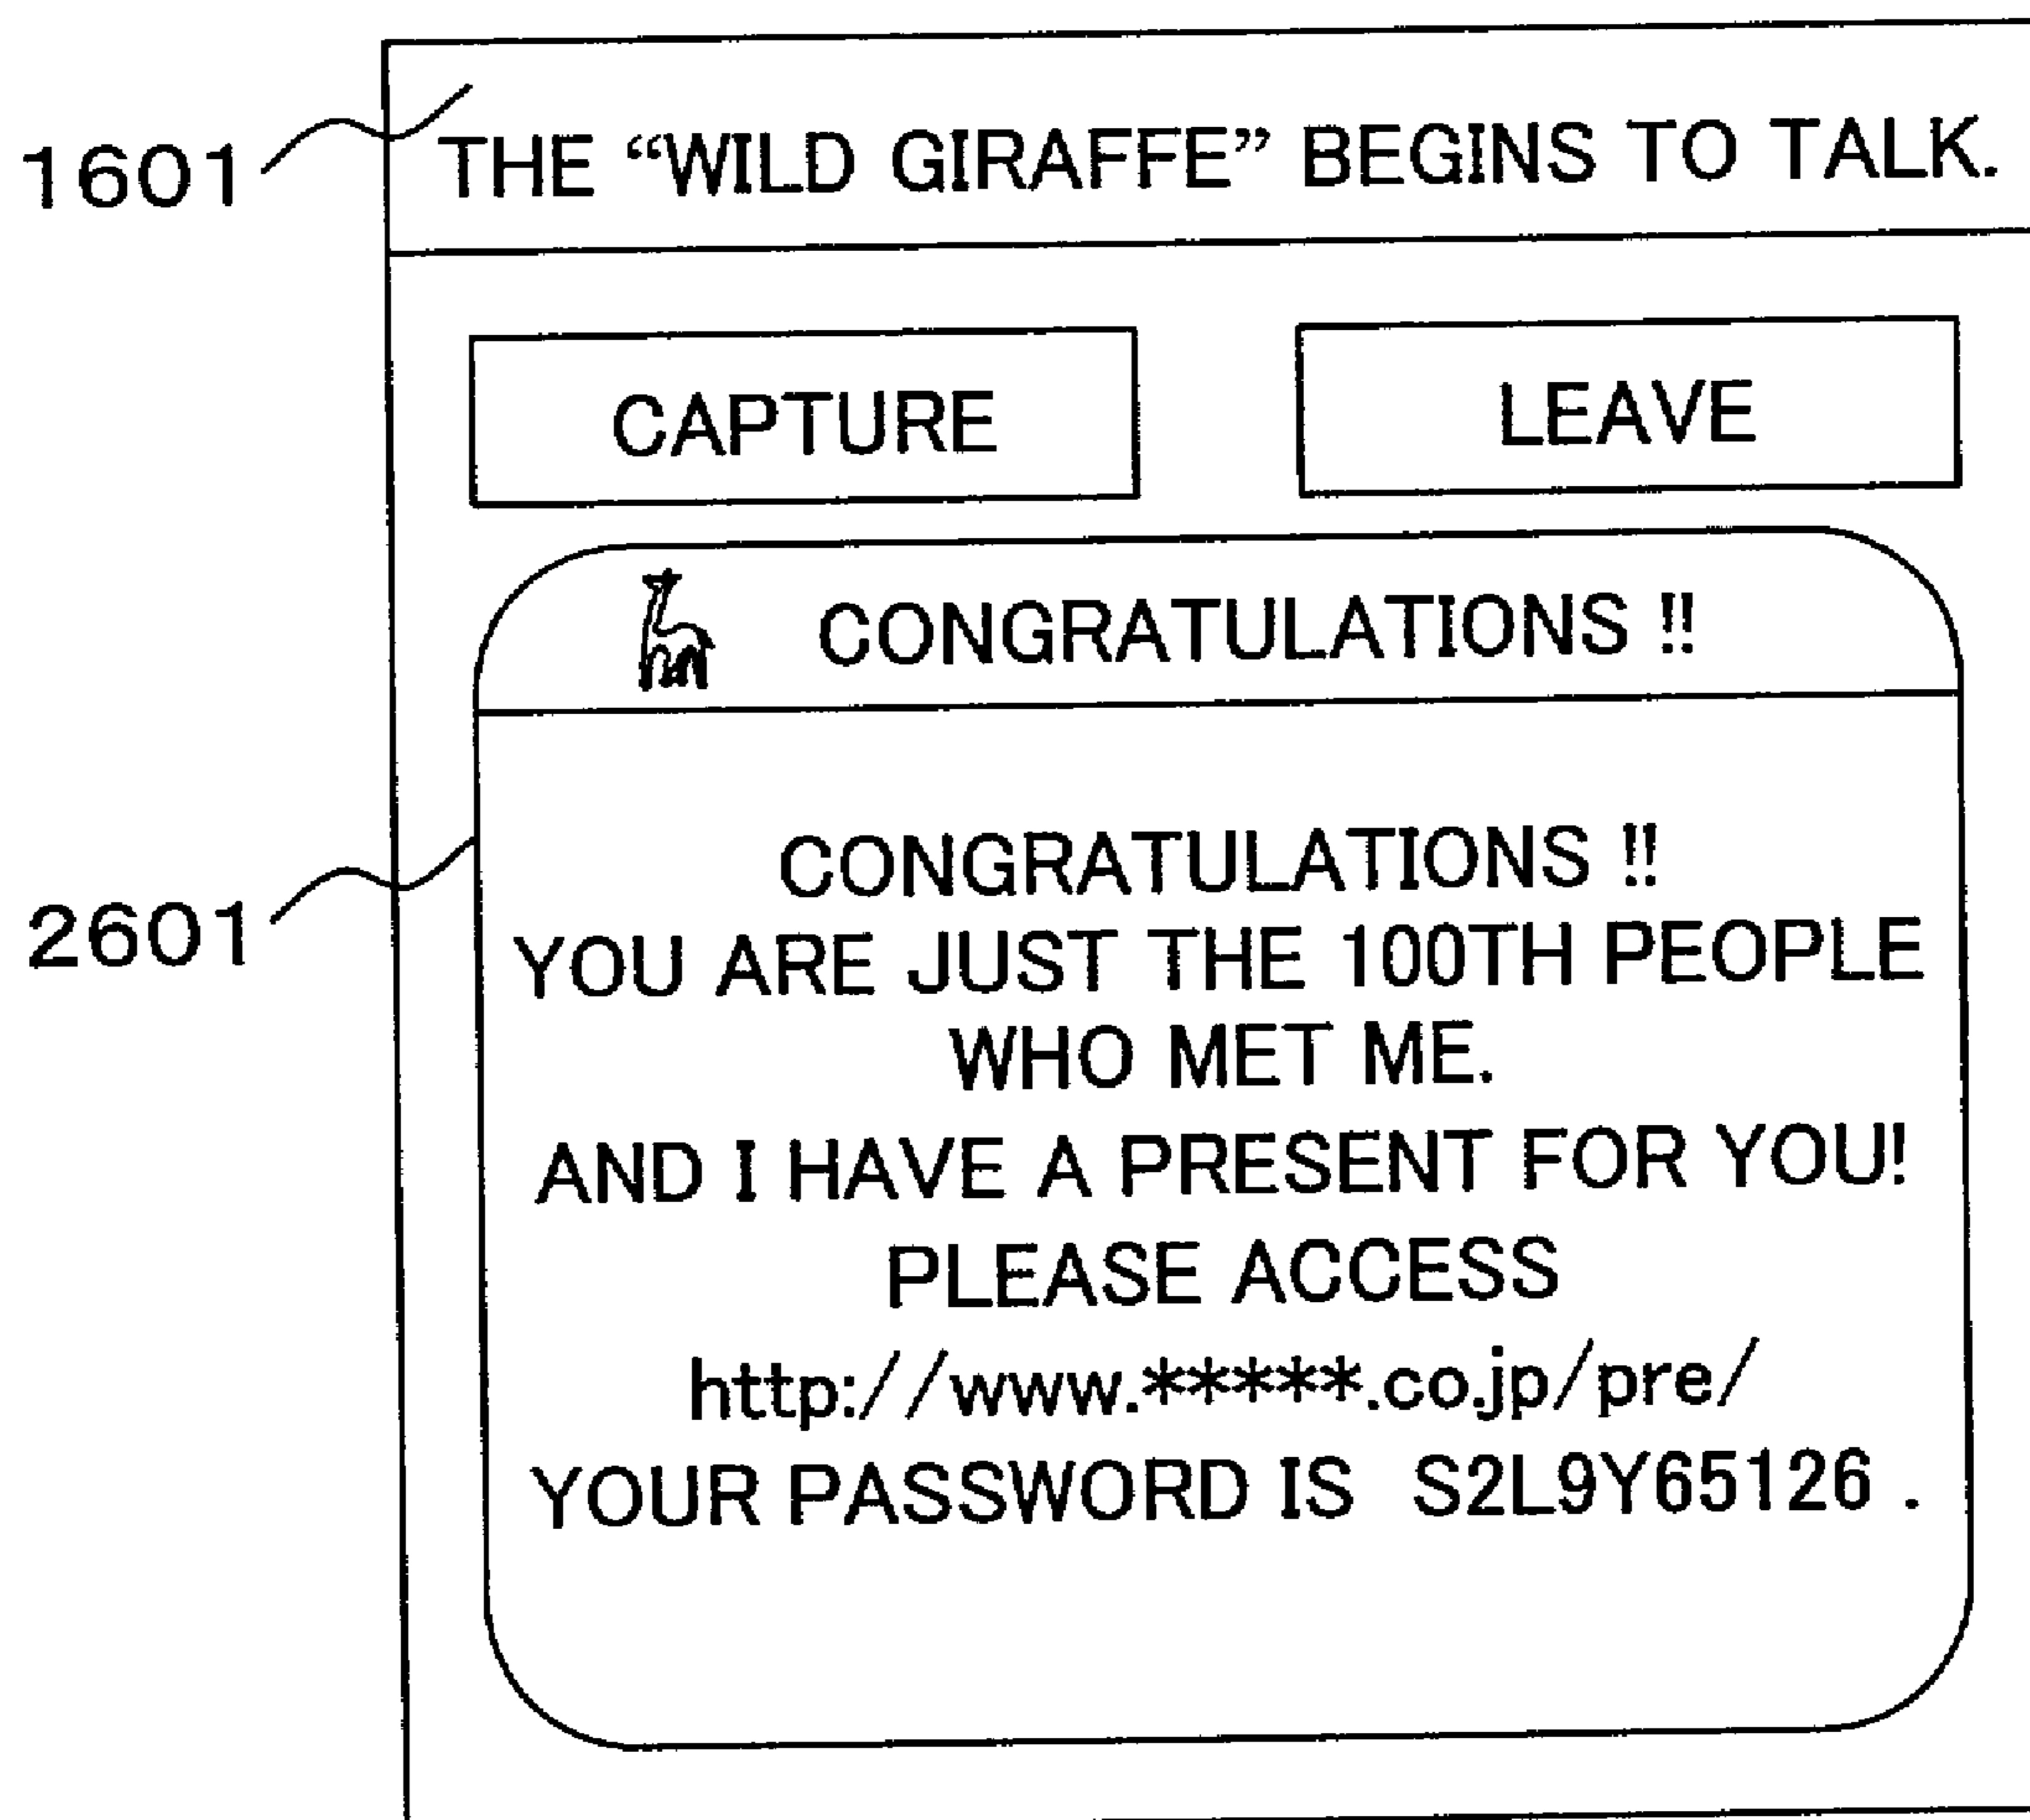 1601
THE “WILD GIRAFFE” BEGINS TO TALK.
CAPTURE
LEAVE
CONGRATULATIONS !!
2601
CONGRATULATIONS !!
YOU ARE JUST THE 100TH PEOPLE
WHO MET ME.
AND I HAVE A PRESENT FOR YOU!
PLEASE ACCESS
http://www.*****.co.jp/pre/
YOUR PASSWORD IS S2L9Y65126 .